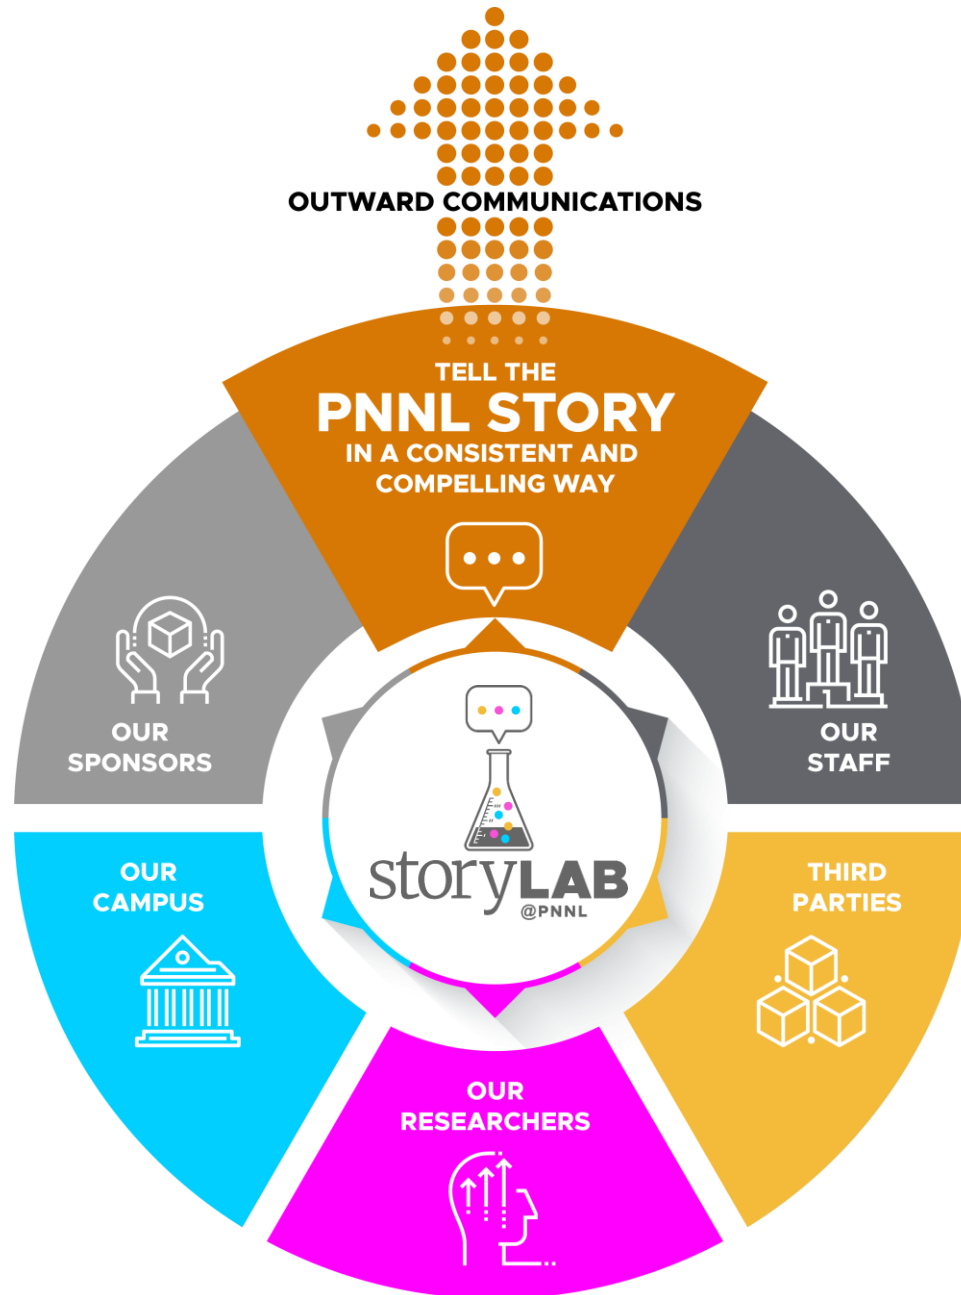 OUTWARD COMMUNICATIONS
TELL THE
PNNL STORY
IN A CONSISTENT AND
COMPELLING WAY
OUR
SPONSORS
OUR
STAFF
storyLAB
@PNNL
OUR
CAMPUS
THIRD
PARTIES
OUR
RESEARCHERS